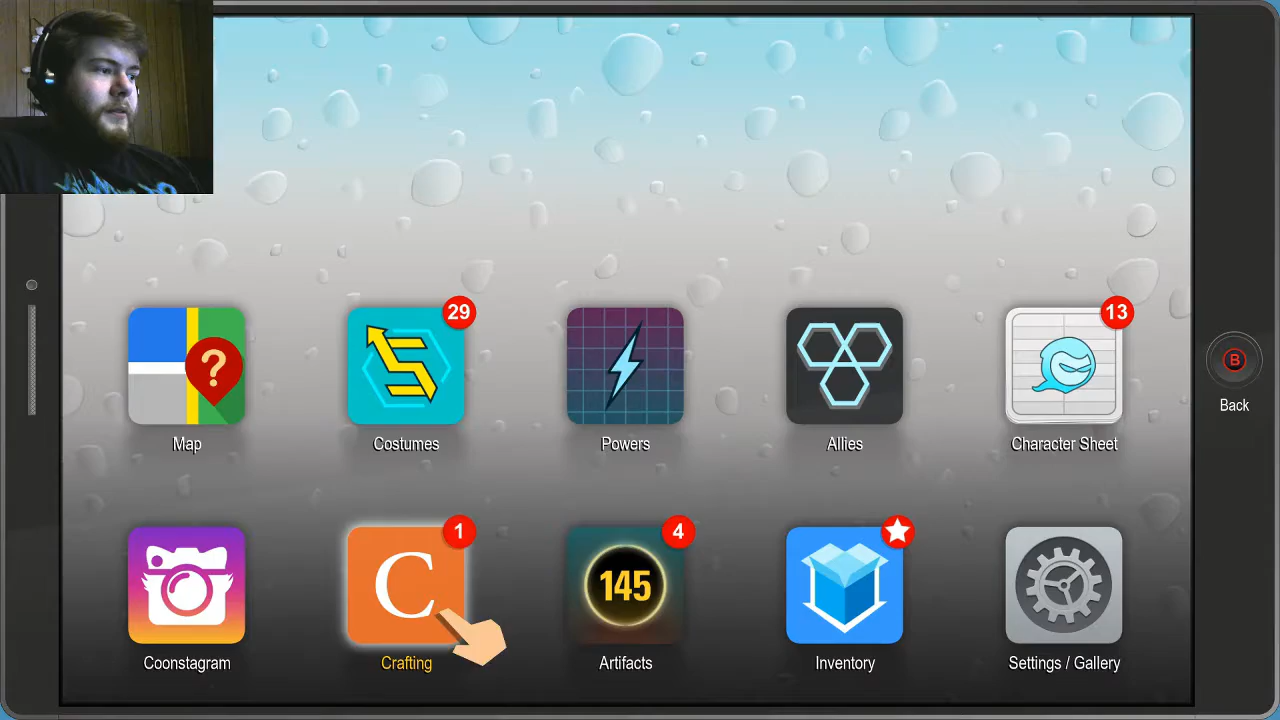 29
13
?
Map
Costumes
Powers
Allies
Character Sheet
B
Back
1
4
C
145
Coonstagram
Crafting
Artifacts
Inventory
Settings / Gallery